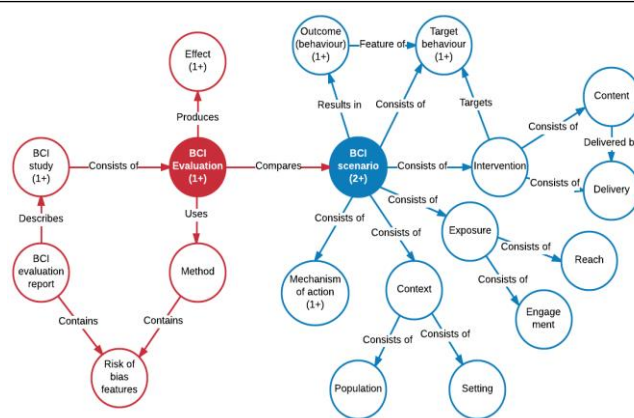 Effect
(1+)
Outcome
(behaviour)
(1+)
Feature of
Target
behaviour
(1+)
Content
Produces
Results in
Consists of
Targets
Consists of
Delivered b
BCI
study
(1+)
Consists of
BCI
Evaluation
(1+)
Compares
BCI
scenario
(2+)
Consists of
Intervention
Consists of
Delivery
Describes
Uses
Consists of
Consists of
Consists of
Exposure
Consists of
Reach
BCI
evaluation
report
Method
Mechanism
of action
(1+)
Context
Consists of
Engage
ment
Contains
Contains
Consists of
Consists of
Risk of
bias
features
Population
Setting